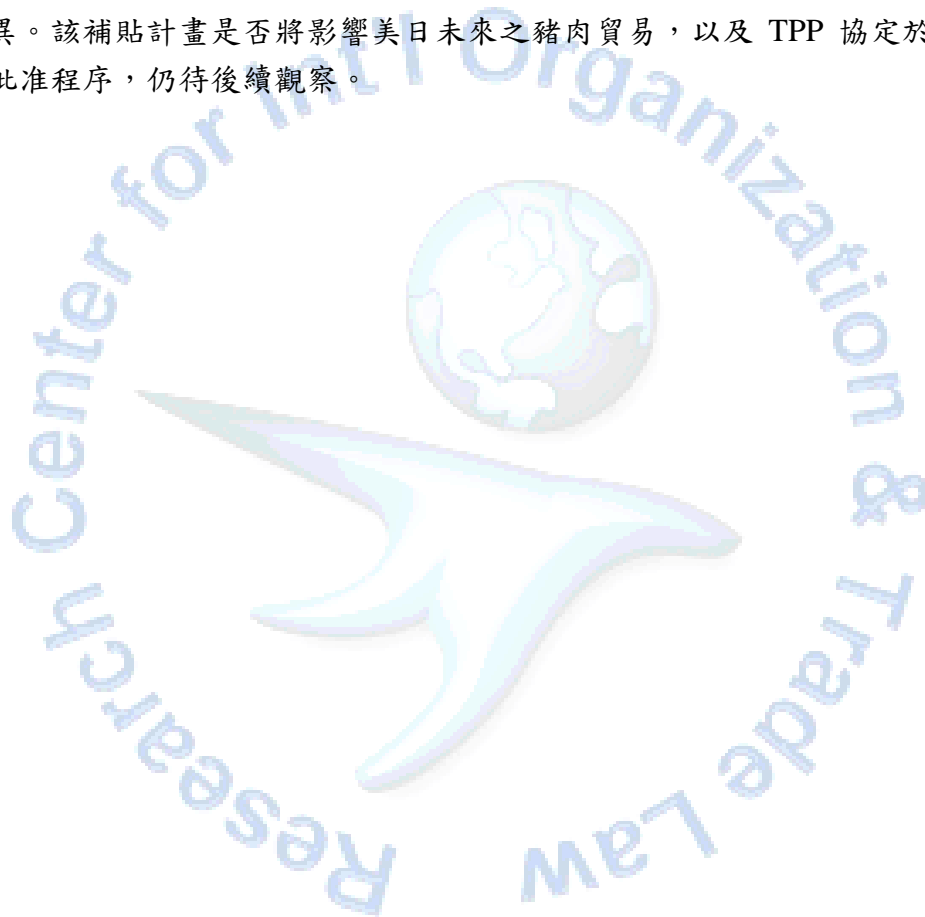 異。該補貼計畫是否將影響美日未來之豬肉貿易，以及 TPP 協定於
批准程序，仍待後續觀察。
Research Center for Int'l Organization & Trade Law